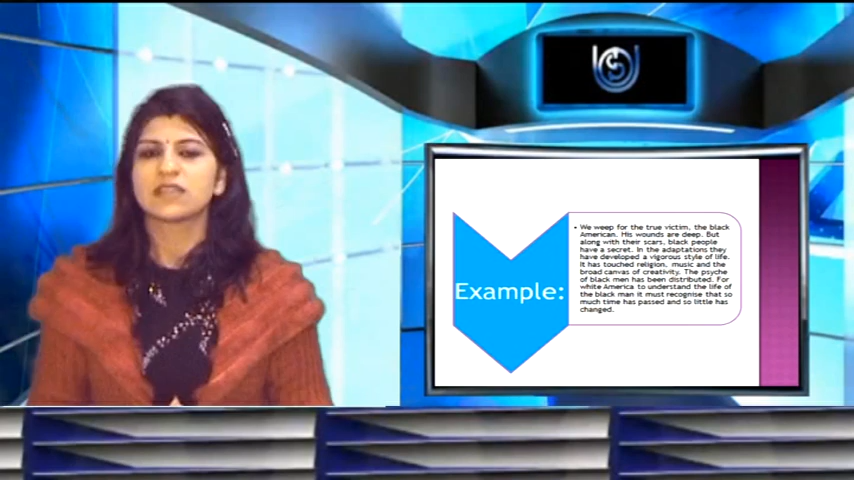 Example:
• We weep for the true victim, the black
American. His wounds are deep. But
along with their scars, black people
have a secret. In the adaptations they
have developed a vigorous style of life.
It has touched religion, music and the
broad canvas of creativity. The psyche
of black men has been distributed. For
white America to understand the life of
the black man it must recognise that so
much time has passed and so little has
changed.